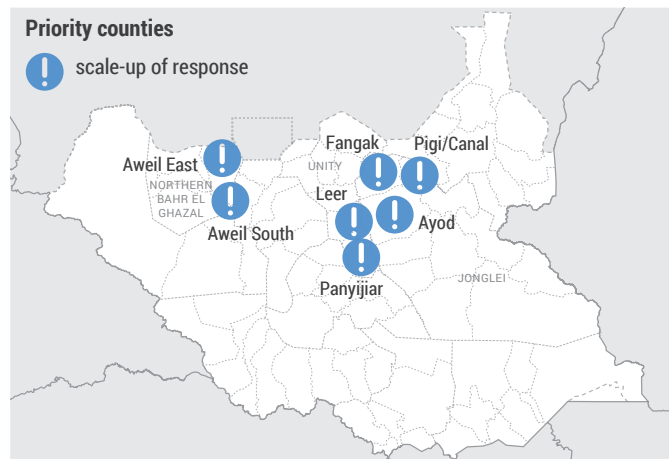 Priority counties
scale-up of response
Fangak
Pigi/Canal
Aweil East
UNITY
NORTHERN
BAHR EL
GHAZAL
Leer
Aweil South
Ayod
JONGLEI
Panyijiar